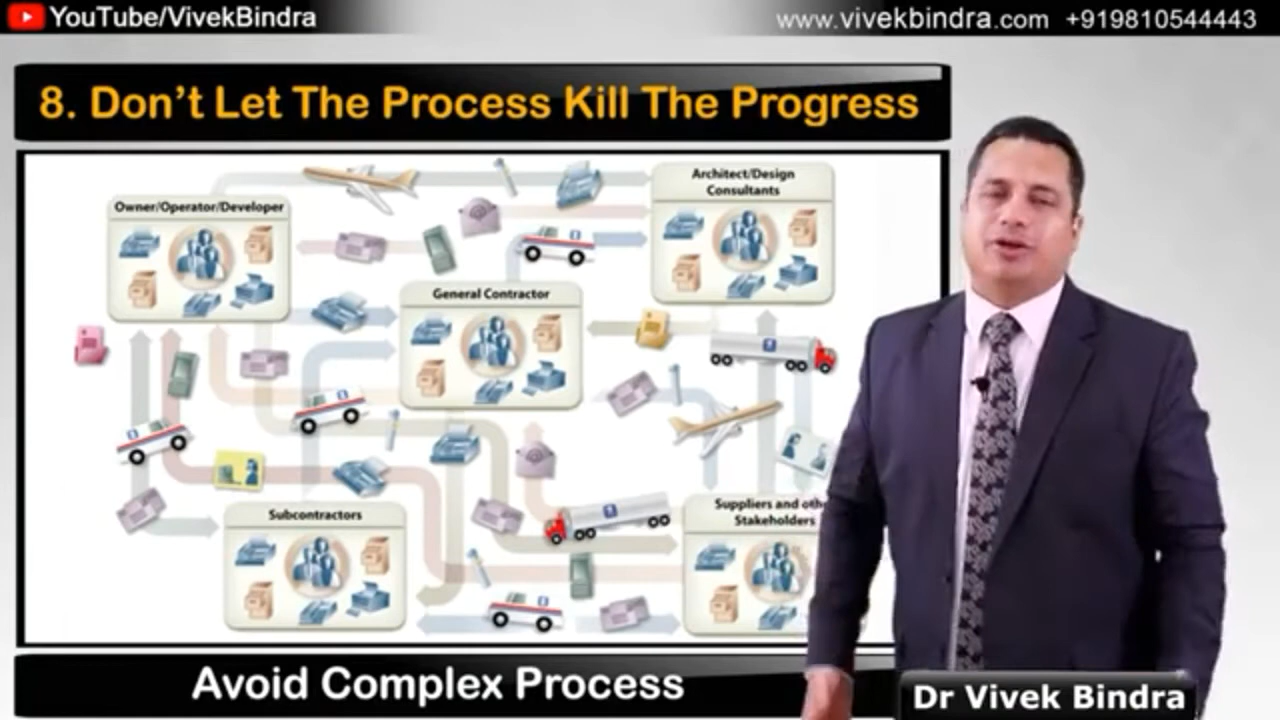 YouTube/VivekBindra
www.vivekbindra.com +919810544443
8. Don't Let The Process Kill The Progress
Owner/Operator/Developer
Architect/Design
Consultants
General Contractor
Subcontractors
Suppliers and oth
Stakeholders
Avoid Complex Process
Dr Vivek Bindra